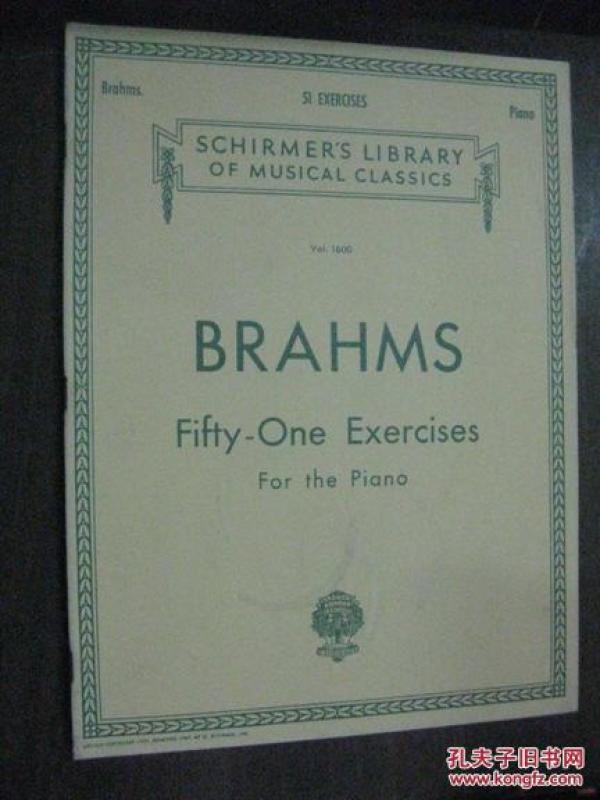 Brahms.
51 EXERCISES
Piano
SCHIRMER'S LIBRARY
OF MUSICAL CLASSICS
Vol. 1600
BRAHMS
Fifty-One Exercises
For the Piano
孔夫子旧书网
www.kongfz.com